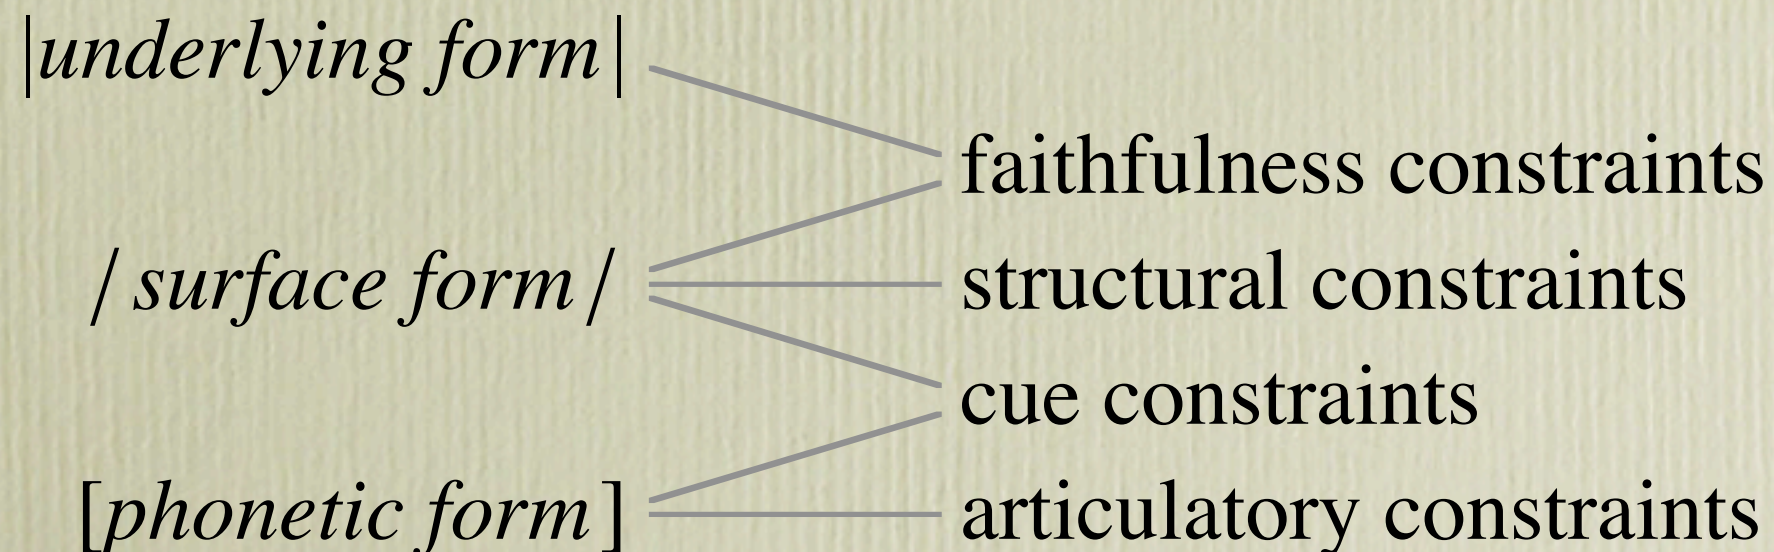 |underlying form|
faithfulness constraints
/surface form/
structural constraints
cue constraints
[phonetic form]
articulatory constraints